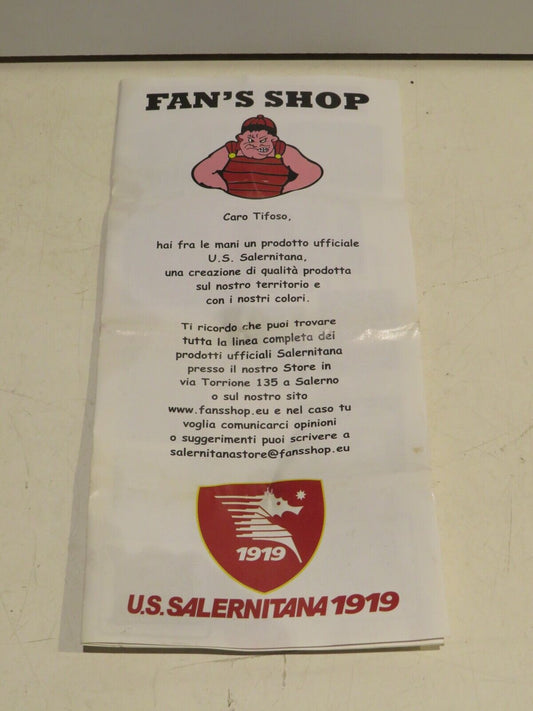 FAN'S SHOP
Caro Tifoso,
hai fra le mani un prodotto ufficiale
U.S. Salernitana,
una creazione di qualità prodotta
sul nostro territorio e
con i nostri colori.
Ti ricordo che puoi trovare
tutta la linea completa dei
prodotti ufficiali Salernitana
presso il nostro Store in
via Torrione 135 a Salerno
o sul nostro sito
www.fansshop.eu e nel caso tu
voglia comunicarci opinioni
o suggerimenti puoi scrivere a
salernitanastore@fansshop.eu
1919
U.S. SALERNITANA 1919